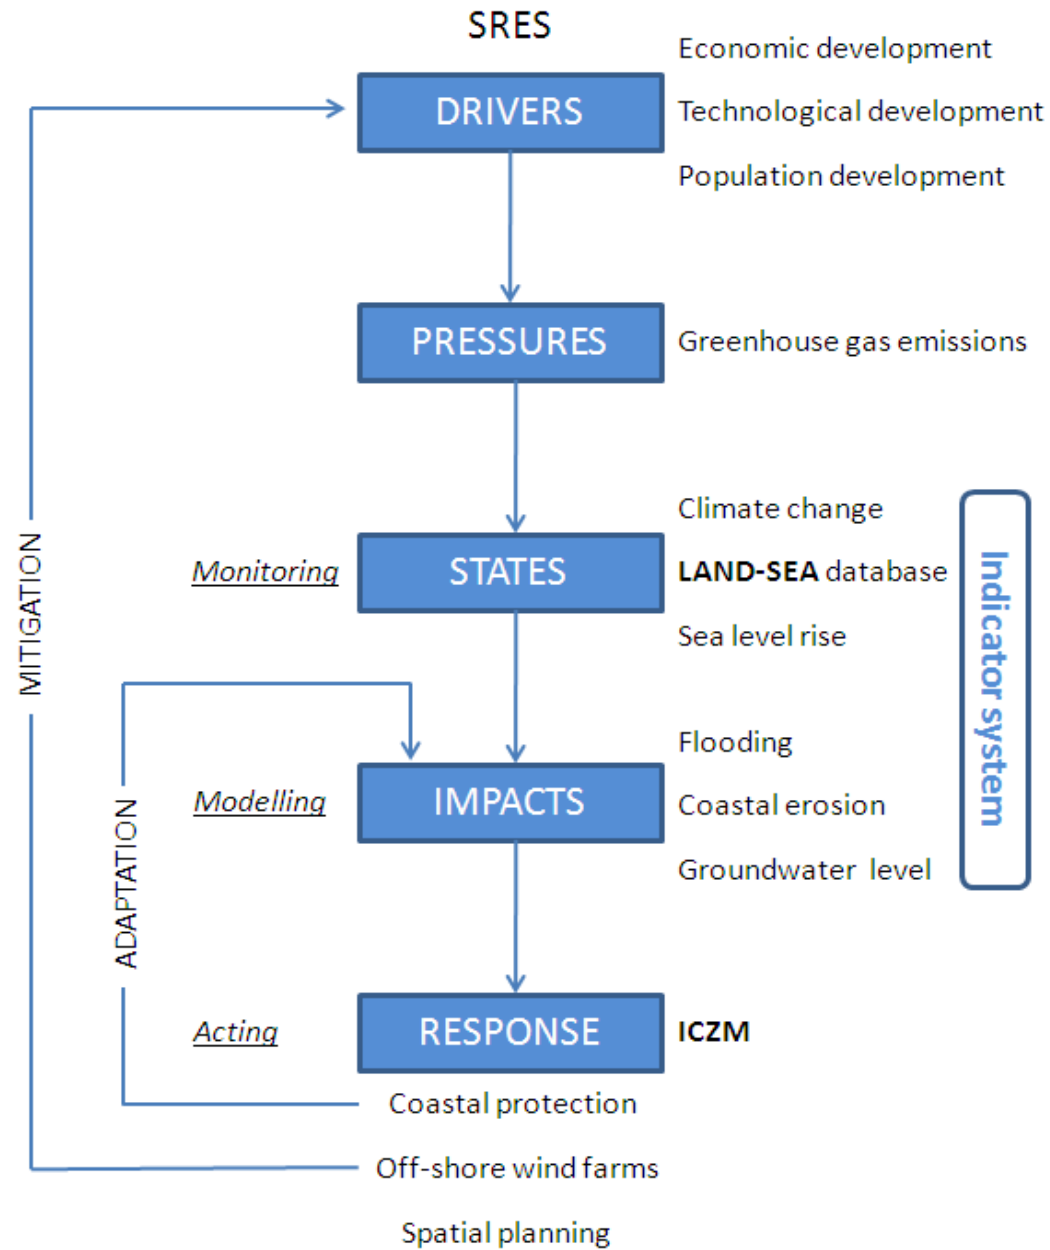 SRES
Economic development
DRIVERS
Technological development
Population development
PRESSURES
Greenhouse gas emissions
Climate change
Monitoring
STATES
LAND-SEA database
Sea level rise
Indicator system
MITIGATION
Flooding
Modelling
IMPACTS
Coastal erosion
Groundwater level
ADAPTATION
Acting
RESPONSE
ICZM
Coastal protection
Off-shore wind farms
Spatial planning